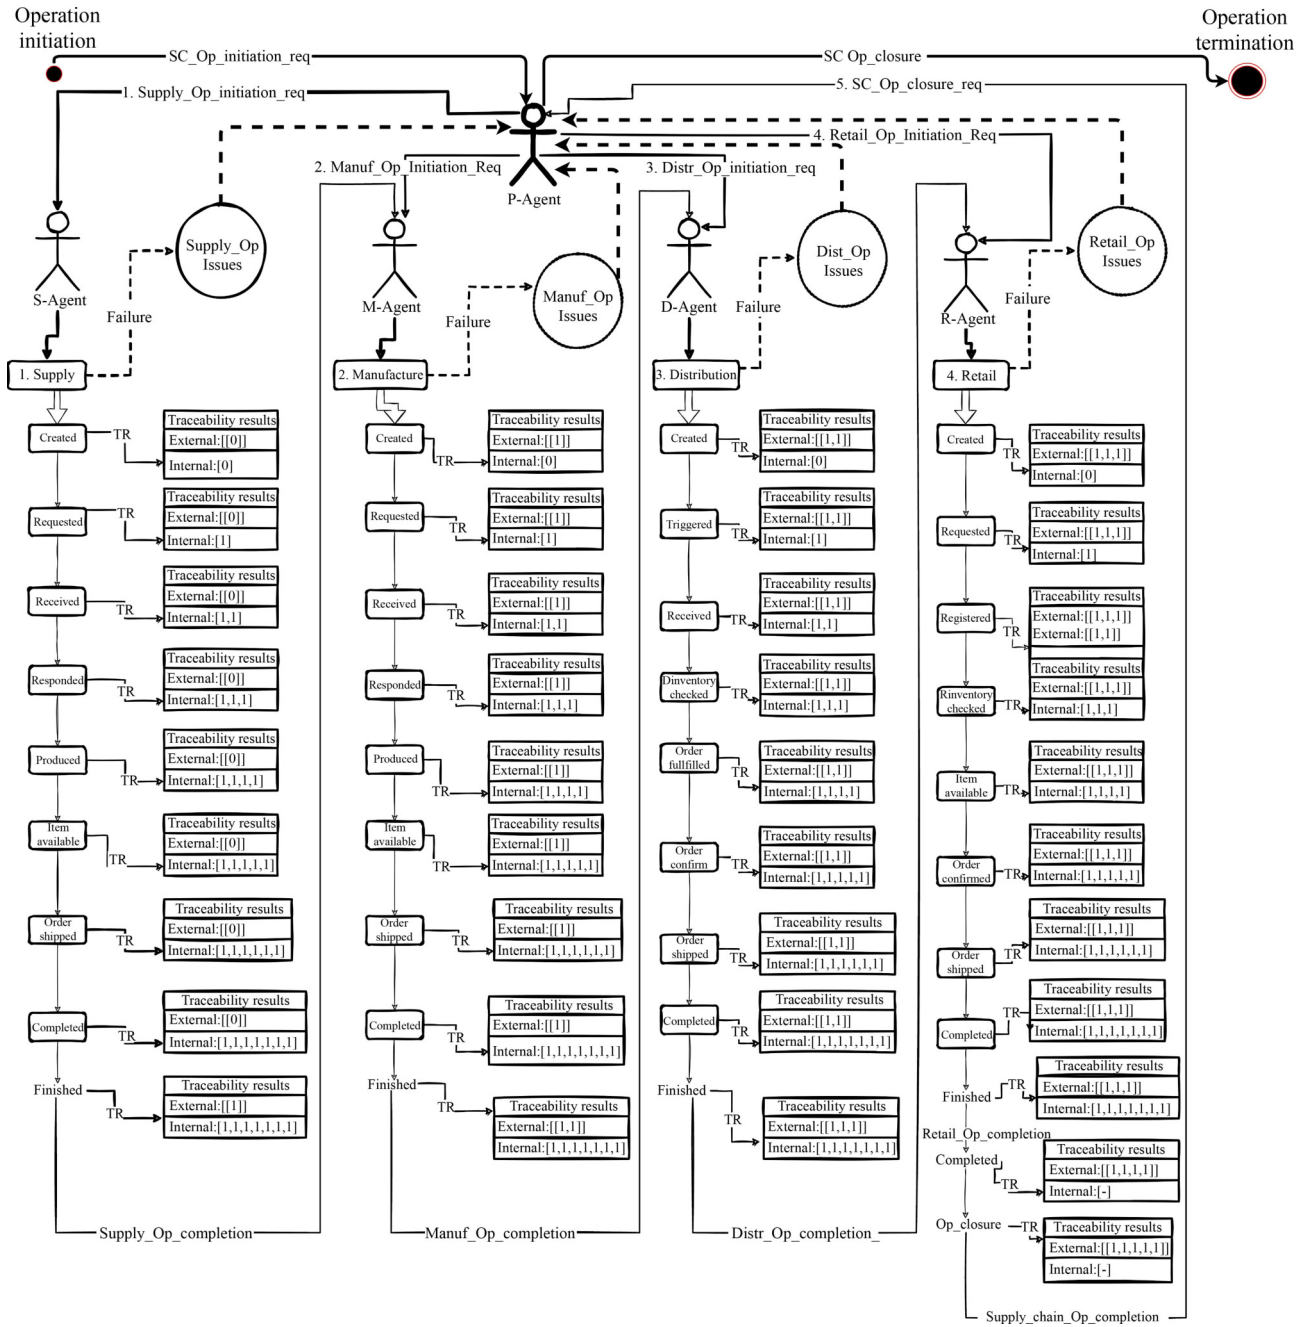 Operation
initiation
Operation
termination
SC_Op_initiation_req
SC Op_closure
1. Supply_Op_initiation_req
5. SC_Op_closure_req
4. Retail_Op_Initiation_Req
2. Manuf_Op_Initiation_Req
3. Distr_Op_initiation_req
P-Agent
Supply_Op
Issues
Manuf_Op
Issues
Dist_Op
Issues
Retail_Op
Issues
S-Agent
M-Agent
D-Agent
R-Agent
Failure
Failure
Failure
Failure
1. Supply
Created
TR
Traceability results
External:[[0]]
Internal:[0]
Requested
TR
Traceability results
External:[[0]]
Internal:[1]
Received
TR
Traceability results
External:[[0]]
Internal:[1,1]
Responded
TR
Traceability results
External:[[0]]
Internal:[1,1,1]
Produced
TR
Traceability results
External:[[0]]
Internal:[1,1,1,1]
Item
available
TR
Traceability results
External:[[0]]
Internal:[1,1,1,1,1]
Order
shipped
TR
Traceability results
External:[[0]]
Internal:[1,1,1,1,1,1]
Completed
TR
Traceability results
External:[[0]]
Internal:[1,1,1,1,1,1,1]
Finished
TR
Traceability results
External:[[1]]
Internal:[1,1,1,1,1,1,1]
Supply_Op_completion
2. Manufacture
Created
TR
Traceability results
External:[[1]]
Internal:[0]
Requested
TR
Traceability results
External:[[1]]
Internal:[1]
Received
TR
Traceability results
External:[[1]]
Internal:[1,1]
Responded
TR
Traceability results
External:[[1]]
Internal:[1,1,1]
Produced
TR
Traceability results
External:[[1]]
Internal:[1,1,1,1]
Item
available
TR
Traceability results
External:[[1]]
Internal:[1,1,1,1,1]
Order
shipped
TR
Traceability results
External:[[1]]
Internal:[1,1,1,1,1,1]
Completed
TR
Traceability results
External:[[1]]
Internal:[1,1,1,1,1,1,1]
Finished
TR
Traceability results
External:[[1,1]]
Internal:[1,1,1,1,1,1,1]
Manuf_Op_completion
3. Distribution
Created
TR
Traceability results
External:[[1,1]]
Internal:[0]
Triggered
TR
Traceability results
External:[[1,1]]
Internal:[1]
Received
TR
Traceability results
External:[[1,1]]
Internal:[1,1]
Dinventory
checked
TR
Traceability results
External:[[1,1]]
Internal:[1,1,1]
Order
fullfilled
TR
Traceability results
External:[[1,1]]
Internal:[1,1,1,1]
Order
confirm
TR
Traceability results
External:[[1,1]]
Internal:[1,1,1,1,1]
Order
shipped
TR
Traceability results
External:[[1,1]]
Internal:[1,1,1,1,1,1]
Completed
TR
Traceability results
External:[[1,1]]
Internal:[1,1,1,1,1,1,1]
Finished
TR
Traceability results
External:[[1,1,1]]
Internal:[1,1,1,1,1,1,1]
Distr_Op_completion_
4. Retail
Created
TR
Traceability results
External:[[1,1,1]]
Internal:[0]
Requested
TR
Traceability results
External:[[1,1,1]]
Internal:[1]
Registered
TR
Traceability results
External:[[1,1,1]]
External:[[1,1]]
Rinventory
checked
TR
Traceability results
External:[[1,1,1]]
Internal:[1,1,1]
Item
available
TR
Traceability results
External:[[1,1,1]]
Internal:[1,1,1,1]
Order
confirmed
TR
Traceability results
External:[[1,1,1]]
Internal:[1,1,1,1,1]
Order
shipped
TR
Traceability results
External:[[1,1,1]]
Internal:[1,1,1,1,1,1]
Completed
TR
Traceability results
External:[[1,1,1]]
Internal:[1,1,1,1,1,1,1]
Finished
TR
Traceability results
External:[[1,1,1]]
Internal:[1,1,1,1,1,1,1]
Retail_Op_completion
Completed
TR
Traceability results
External:[[1,1,1,1]]
Internal:[-]
Op_closure
TR
Traceability results
External:[[1,1,1,1,1]]
Internal:[-]
Supply_chain_Op_completion